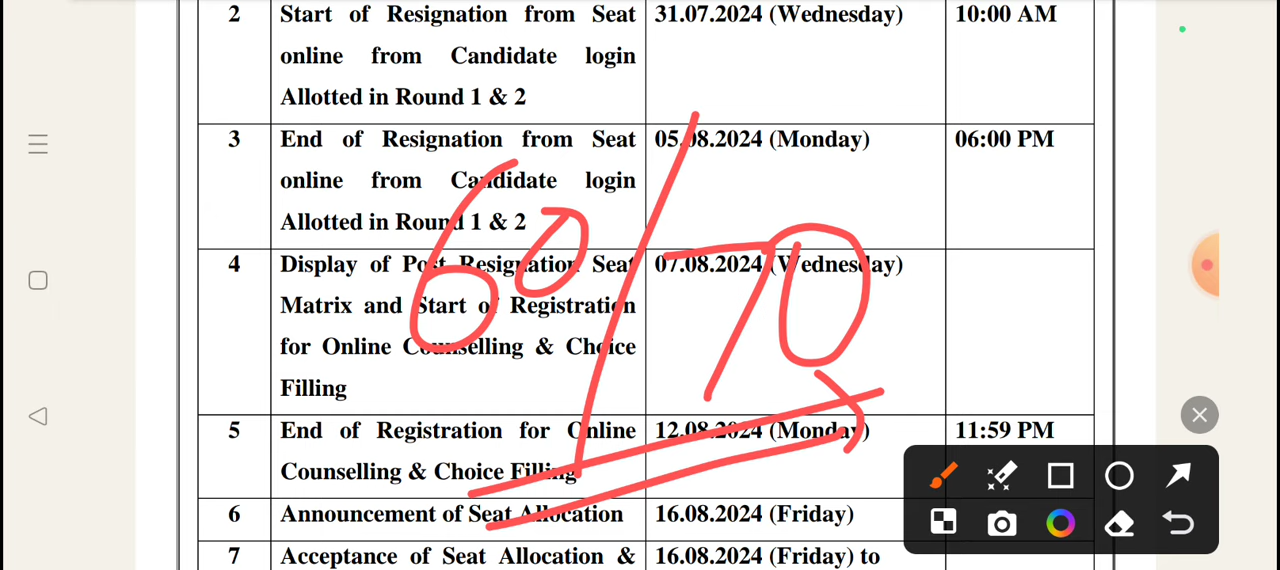 2 Start of Resignation from Seat 31.07.2024 (Wednesday) 10:00 AM
online from Candidate login
Allotted in Round 1 & 2
3 End of Resignation from Seat 05.08.2024 (Monday) 06:00 PM
online from Candidate login
Allotted in Round 1 & 2
4 Display of Post Resignation Seat 07.08.2024 (Wednesday)
Matrix and Start of Registration
for Online Counselling & Choice
Filling
60/70
5 End of Registration for Online 12.08.2024 (Monday) 11:59 PM
Counselling & Choice Filling
6 Announcement of Seat Allocation 16.08.2024 (Friday)
7 Acceptance of Seat Allocation & 16.08.2024 (Friday) to